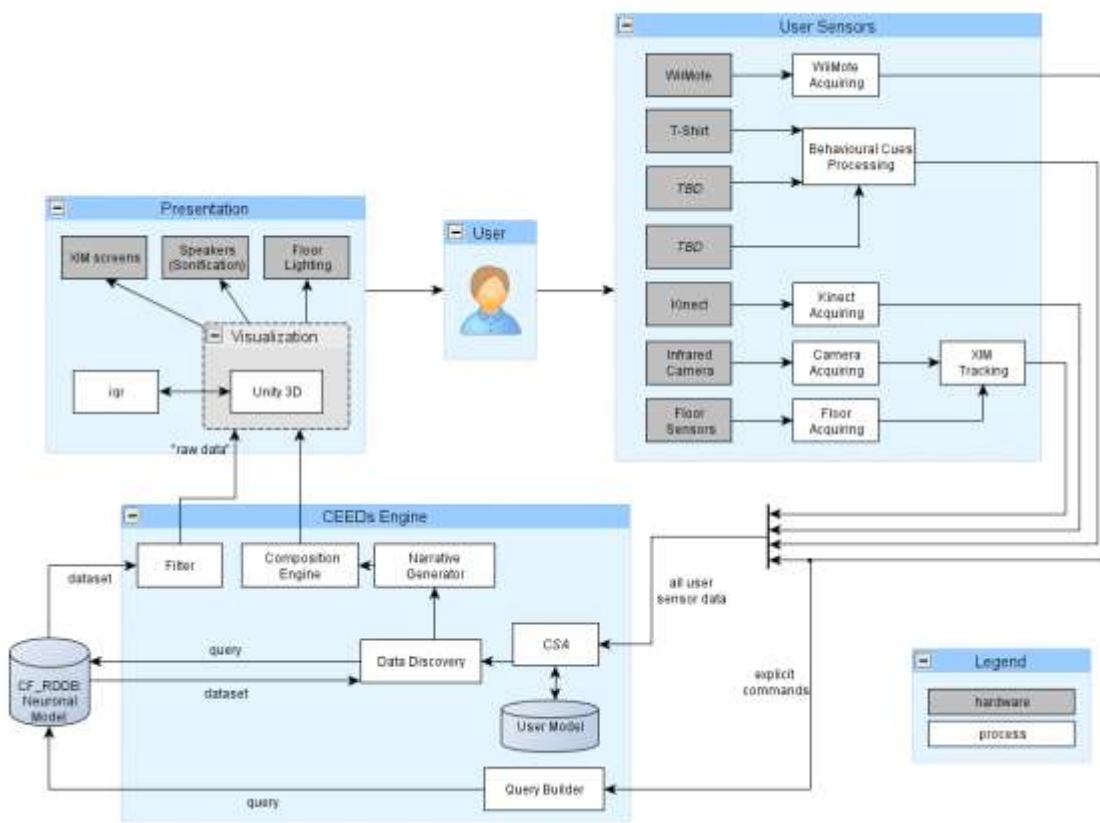 User Sensors
WiiMote
WiiMote
Acquiring
T-Shirt
Behavioural Cues
Processing
TBD
TBD
Kinect
Kinect
Acquiring
Infrared
Camera
Camera
Acquiring
XIM
Tracking
Floor
Sensors
Floor
Acquiring
Presentation
XIM screens
Speakers
(Sonification)
Floor
Lighting
Visualization
iqr
Unity 3D
User
"raw data"
CEEDs Engine
Filter
Composition
Engine
Narrative
Generator
dataset
all user
sensor data
query
Data Discovery
CSA
dataset
CF_RDDB:
Neuronal
Model
User Model
explicit
commands
query
Query Builder
Legend
hardware
process